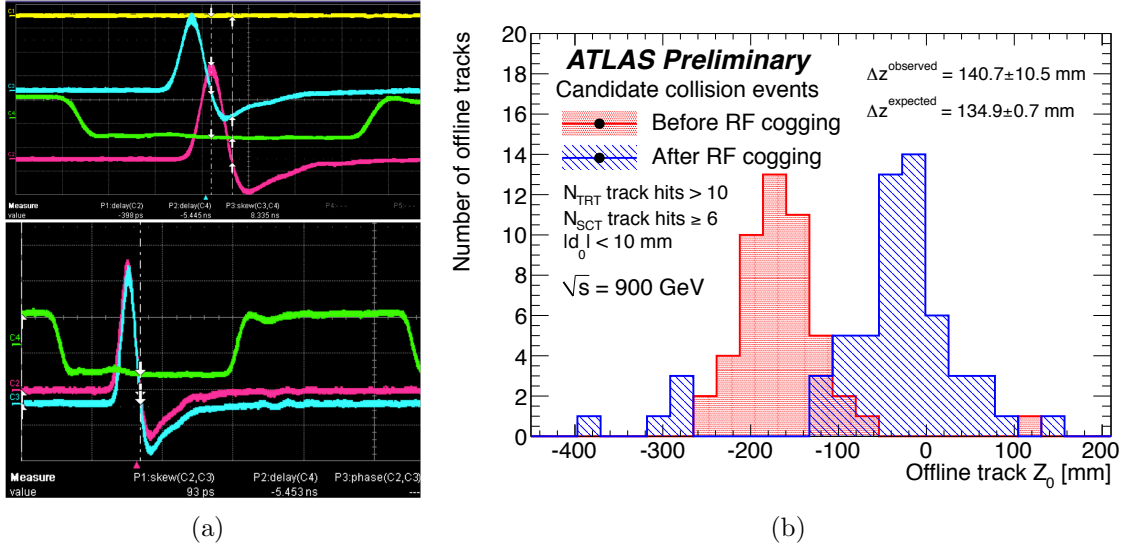 C1
C2
C4
C3
Measure P1:delay(C2) P2:delay(C4) P3:skew(C3,C4) P4:--- P5:---
value -398 ps -5.445 ns 8.335 ns
C4
C2
C3
Measure P1:skew(C2,C3) P2:delay(C4) P3:phase(C2,C3)
value 93 ps -5.453 ns ---
(a)
Number of offline tracks
20
18
16
14
12
10
8
6
4
2
0
ATLAS Preliminary
Candidate collision events
Before RF cogging
After RF cogging
N_TRT track hits > 10
N_SCT track hits ≥ 6
|d_0| < 10 mm
√s = 900 GeV
Δz^observed = 140.7±10.5 mm
Δz^expected = 134.9±0.7 mm
-400 -300 -200 -100 0 100 200
Offline track Z_0 [mm]
(b)